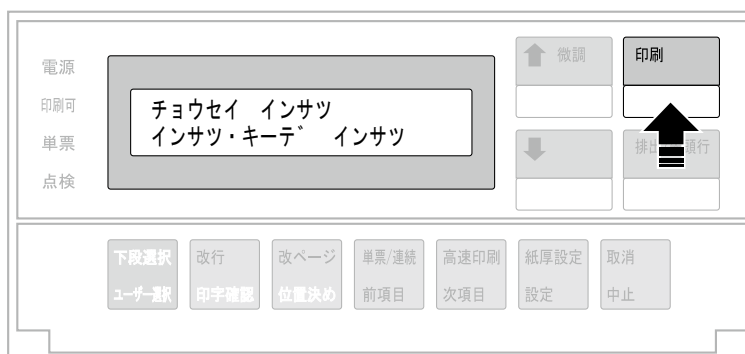 電源
印刷可
単票
点検
チョウセイ インサツ
インサツ・キーデ インサツ
微調
印刷
下段選択
ユーザー選択
改行
印字確認
改ページ
位置決め
単票/連続
前項目
高速印刷
次項目
紙厚設定
設定
取消
中止